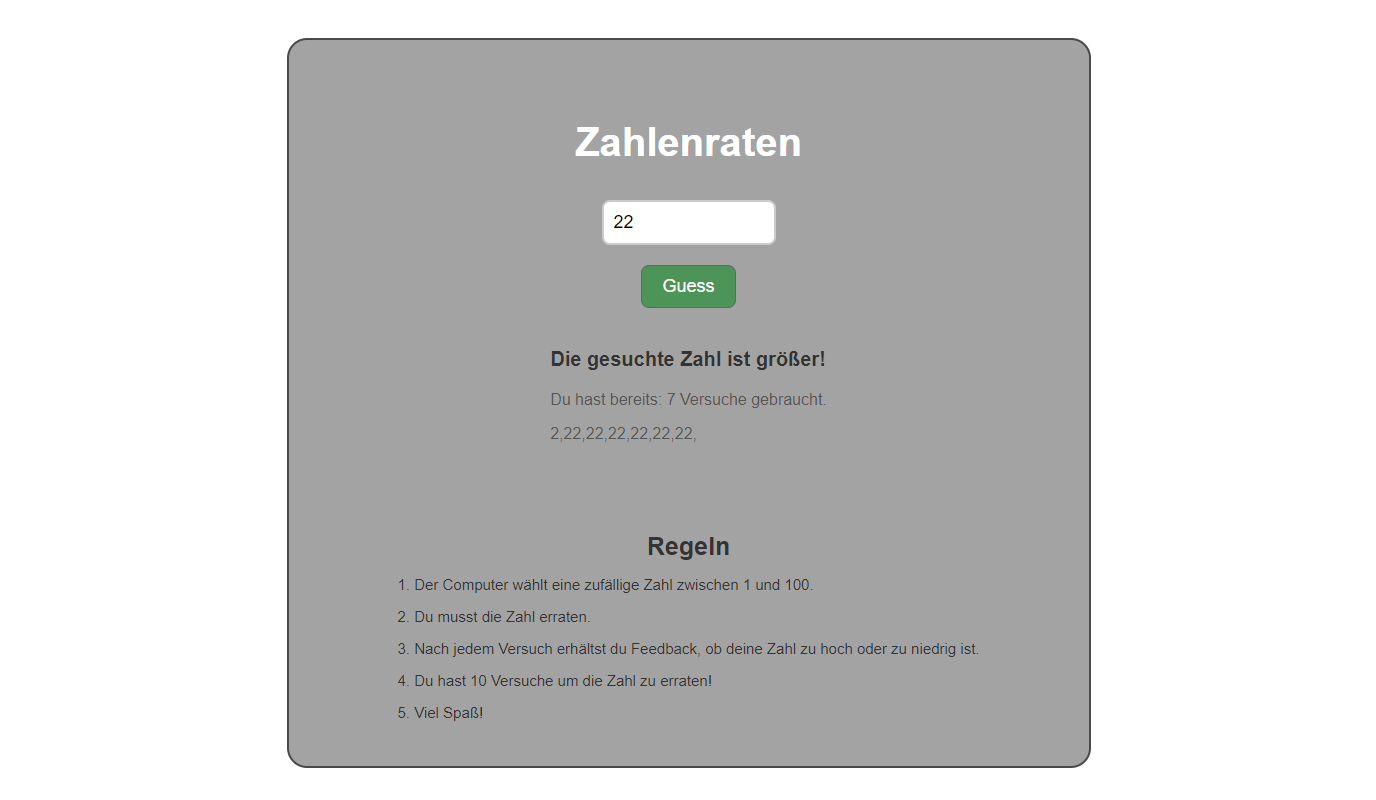 Zahlenraten
22
Guess
Die gesuchte Zahl ist größer!
Du hast bereits: 7 Versuche gebraucht.
2,22,22,22,22,22,22,
Regeln
1. Der Computer wählt eine zufällige Zahl zwischen 1 und 100.
2. Du musst die Zahl erraten.
3. Nach jedem Versuch erhältst du Feedback, ob deine Zahl zu hoch oder zu niedrig ist.
4. Du hast 10 Versuche um die Zahl zu erraten!
5. Viel Spaß!